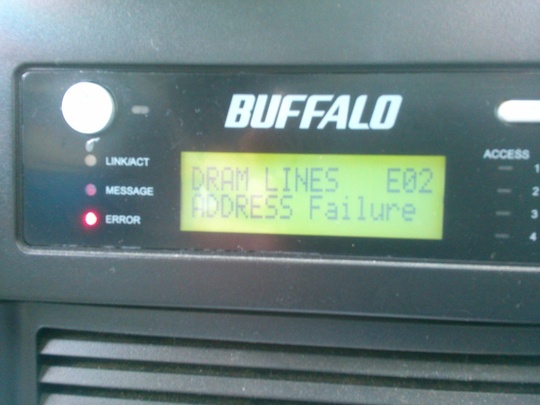 BUFFALO
LINK/ACT
MESSAGE
ERROR
DRAM LINES E02
ADDRESS Failure
ACCESS
1
2
3
4